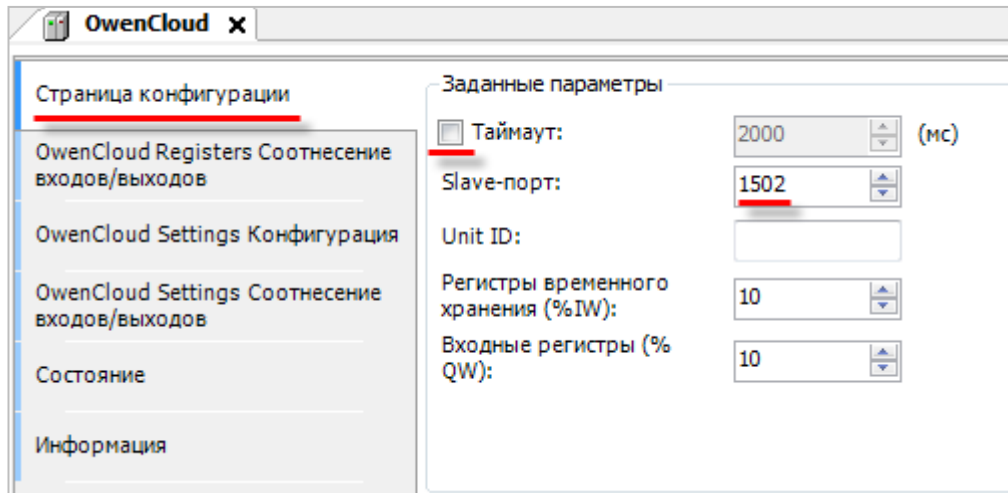 OwenCloud
Страница конфигурации
OwenCloud Registers Соотнесение
входов/выходов
OwenCloud Settings Конфигурация
OwenCloud Settings Соотнесение
входов/выходов
Состояние
Информация
Заданные параметры
Таймаут: 2000 (мс)
Slave-порт: 1502
Unit ID:
Регистры временного
хранения (%IW): 10
Входные регистры (%
QW): 10